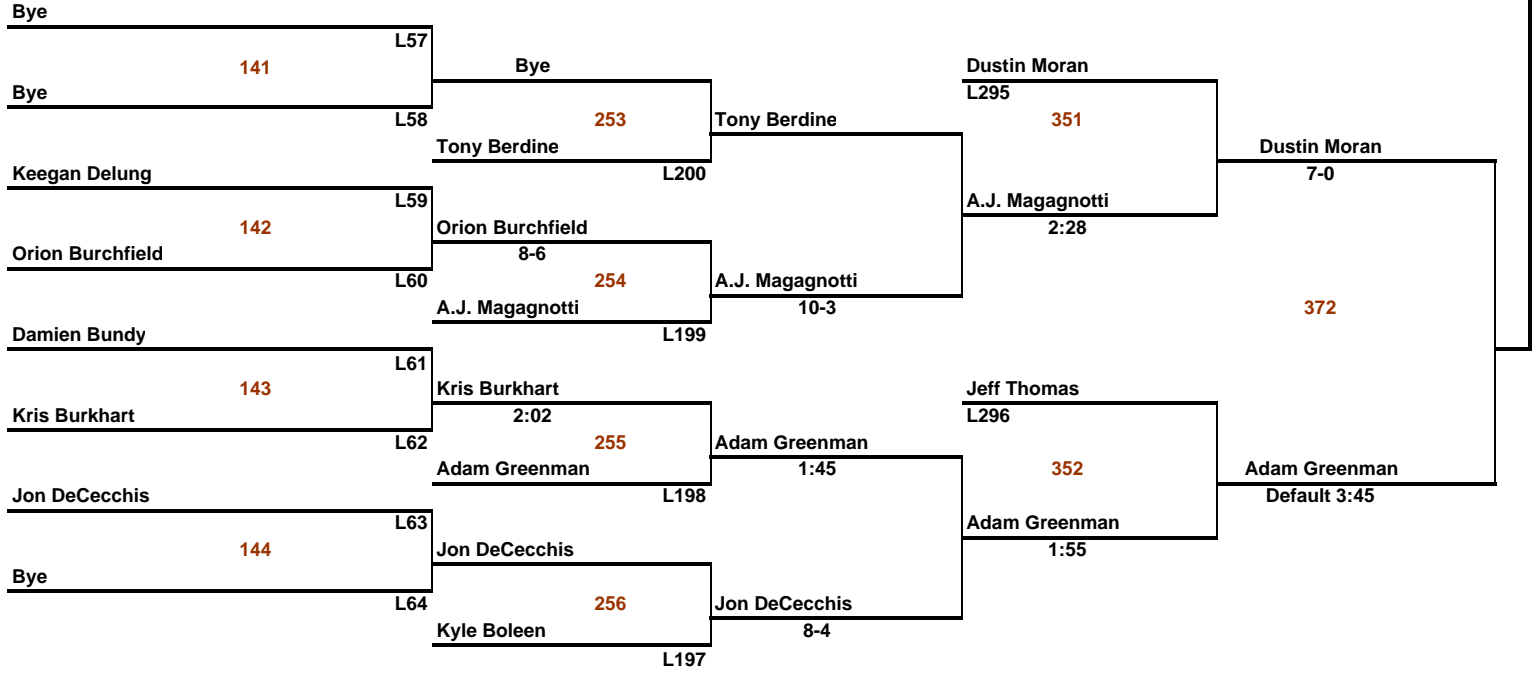 Bye
L57
141
Bye
Dustin Moran
Bye
L295
L58
253
Tony Berdine
351
Tony Berdine
Dustin Moran
Keegan Delung
L200
7-0
L59
A.J. Magagnotti
142
Orion Burchfield
2:28
Orion Burchfield
8-6
L60
254
A.J. Magagnotti
A.J. Magagnotti
10-3
372
Damien Bundy
L199
L61
143
Kris Burkhart
Jeff Thomas
Kris Burkhart
2:02
L296
L62
255
Adam Greenman
Adam Greenman
1:45
352
Adam Greenman
Jon DeCecchis
L198
Default 3:45
L63
Adam Greenman
144
Jon DeCecchis
1:55
Bye
L64
256
Jon DeCecchis
Kyle Boleen
8-4
L197